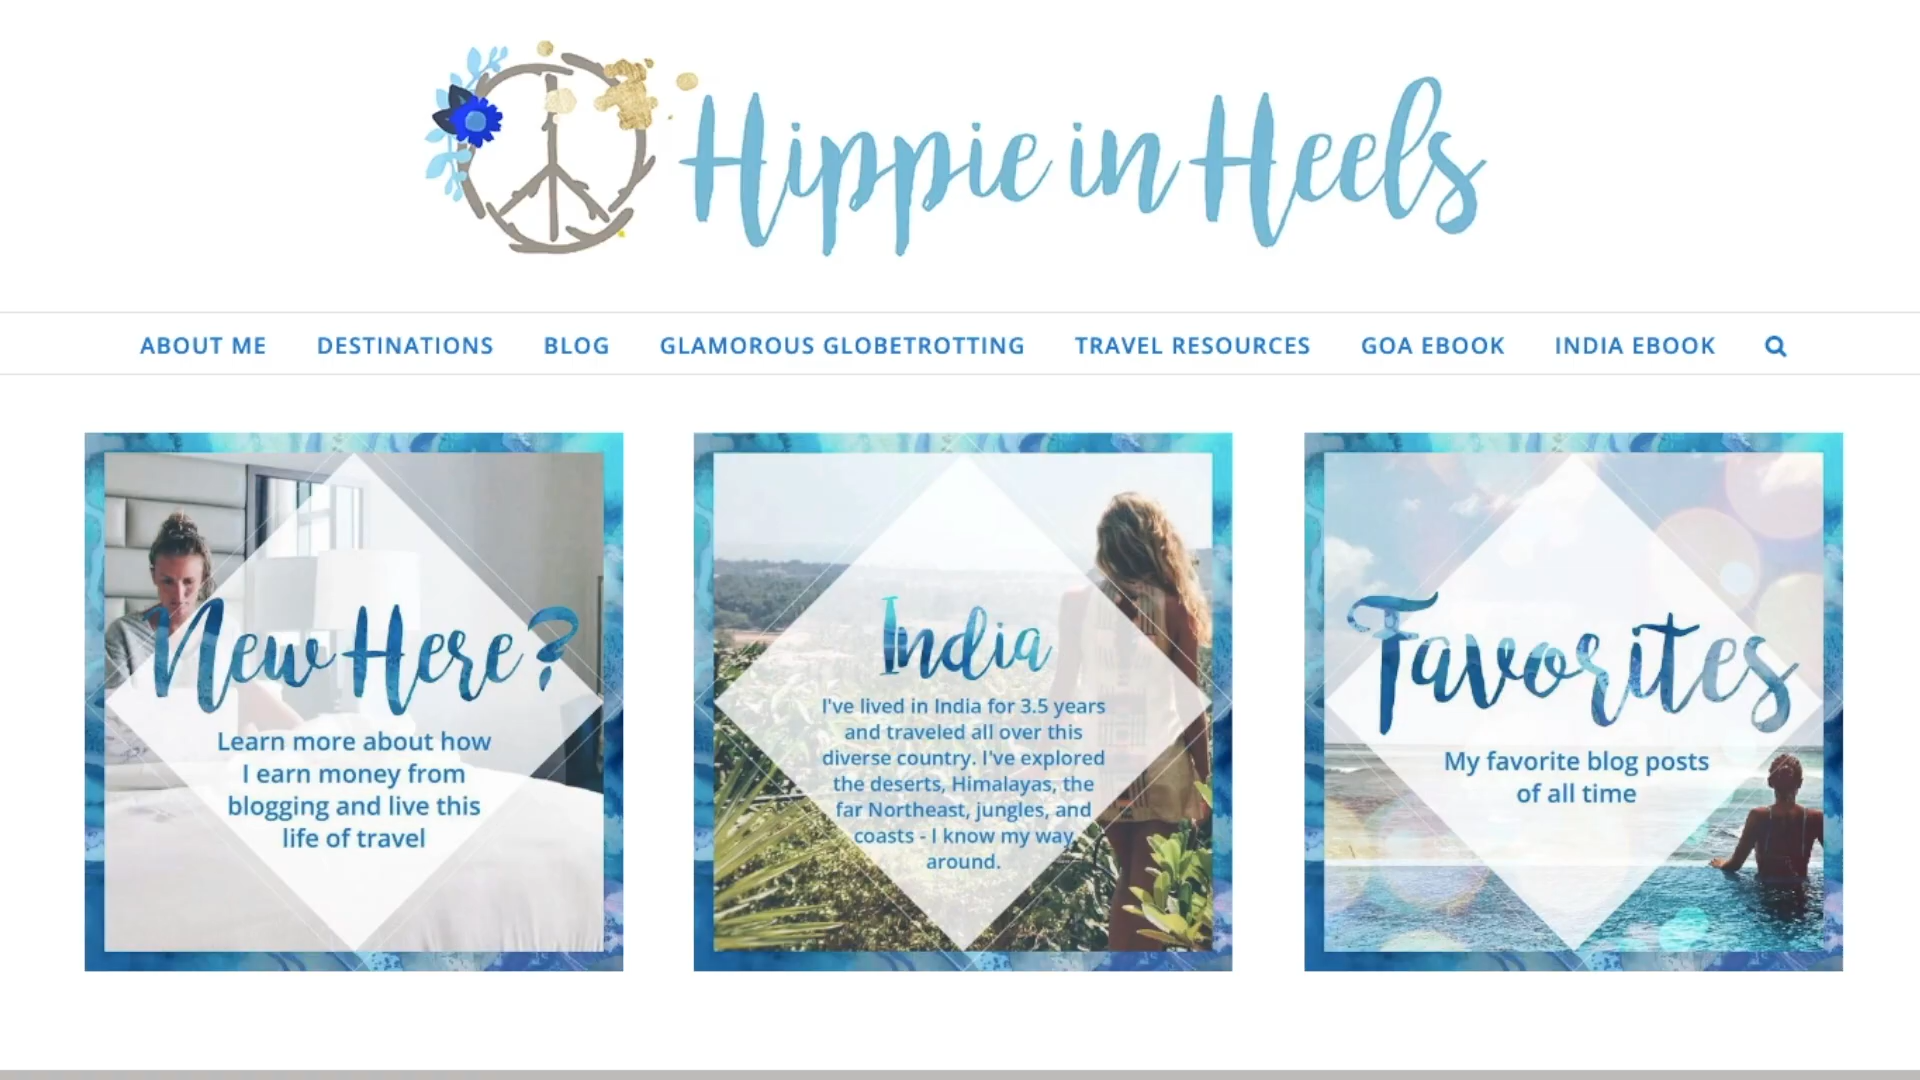 Hippie in Heels
ABOUT ME DESTINATIONS BLOG GLAMOROUS GLOBETROTTING TRAVEL RESOURCES GOA EBOOK INDIA EBOOK
New Here?
Learn more about how
I earn money from
blogging and live this
life of travel
India
I've lived in India for 3.5 years
and traveled all over this
diverse country. I've explored
the deserts, Himalayas, the
far Northeast, jungles, and
coasts - I know my way
around.
Favorites
My favorite blog posts
of all time